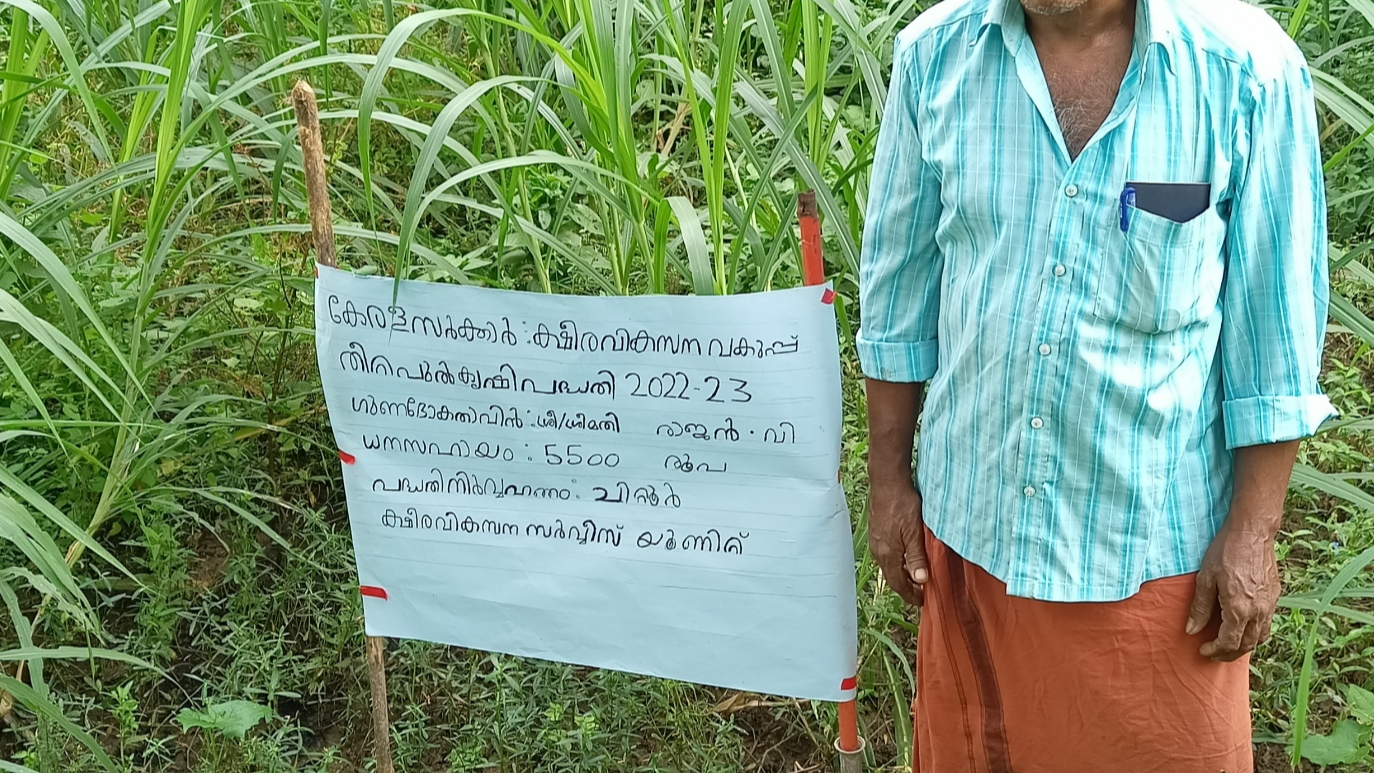 കേരളസർക്കാർ : ക്ഷീരവികസന വകുപ്പ്
തീറ്റപുൽകൃഷിപദ്ധതി 2022-23
ഗുണഭോക്താവിൻ : ശ്രീ/ശ്രീമതി രാജൻ . വി
ധനസഹായം : 5500 രൂപ
പദ്ധതിനിർവ്വഹണം : ചിറ്റൂർ
ക്ഷീരവികസന സർവ്വീസ് യൂണിറ്റ്